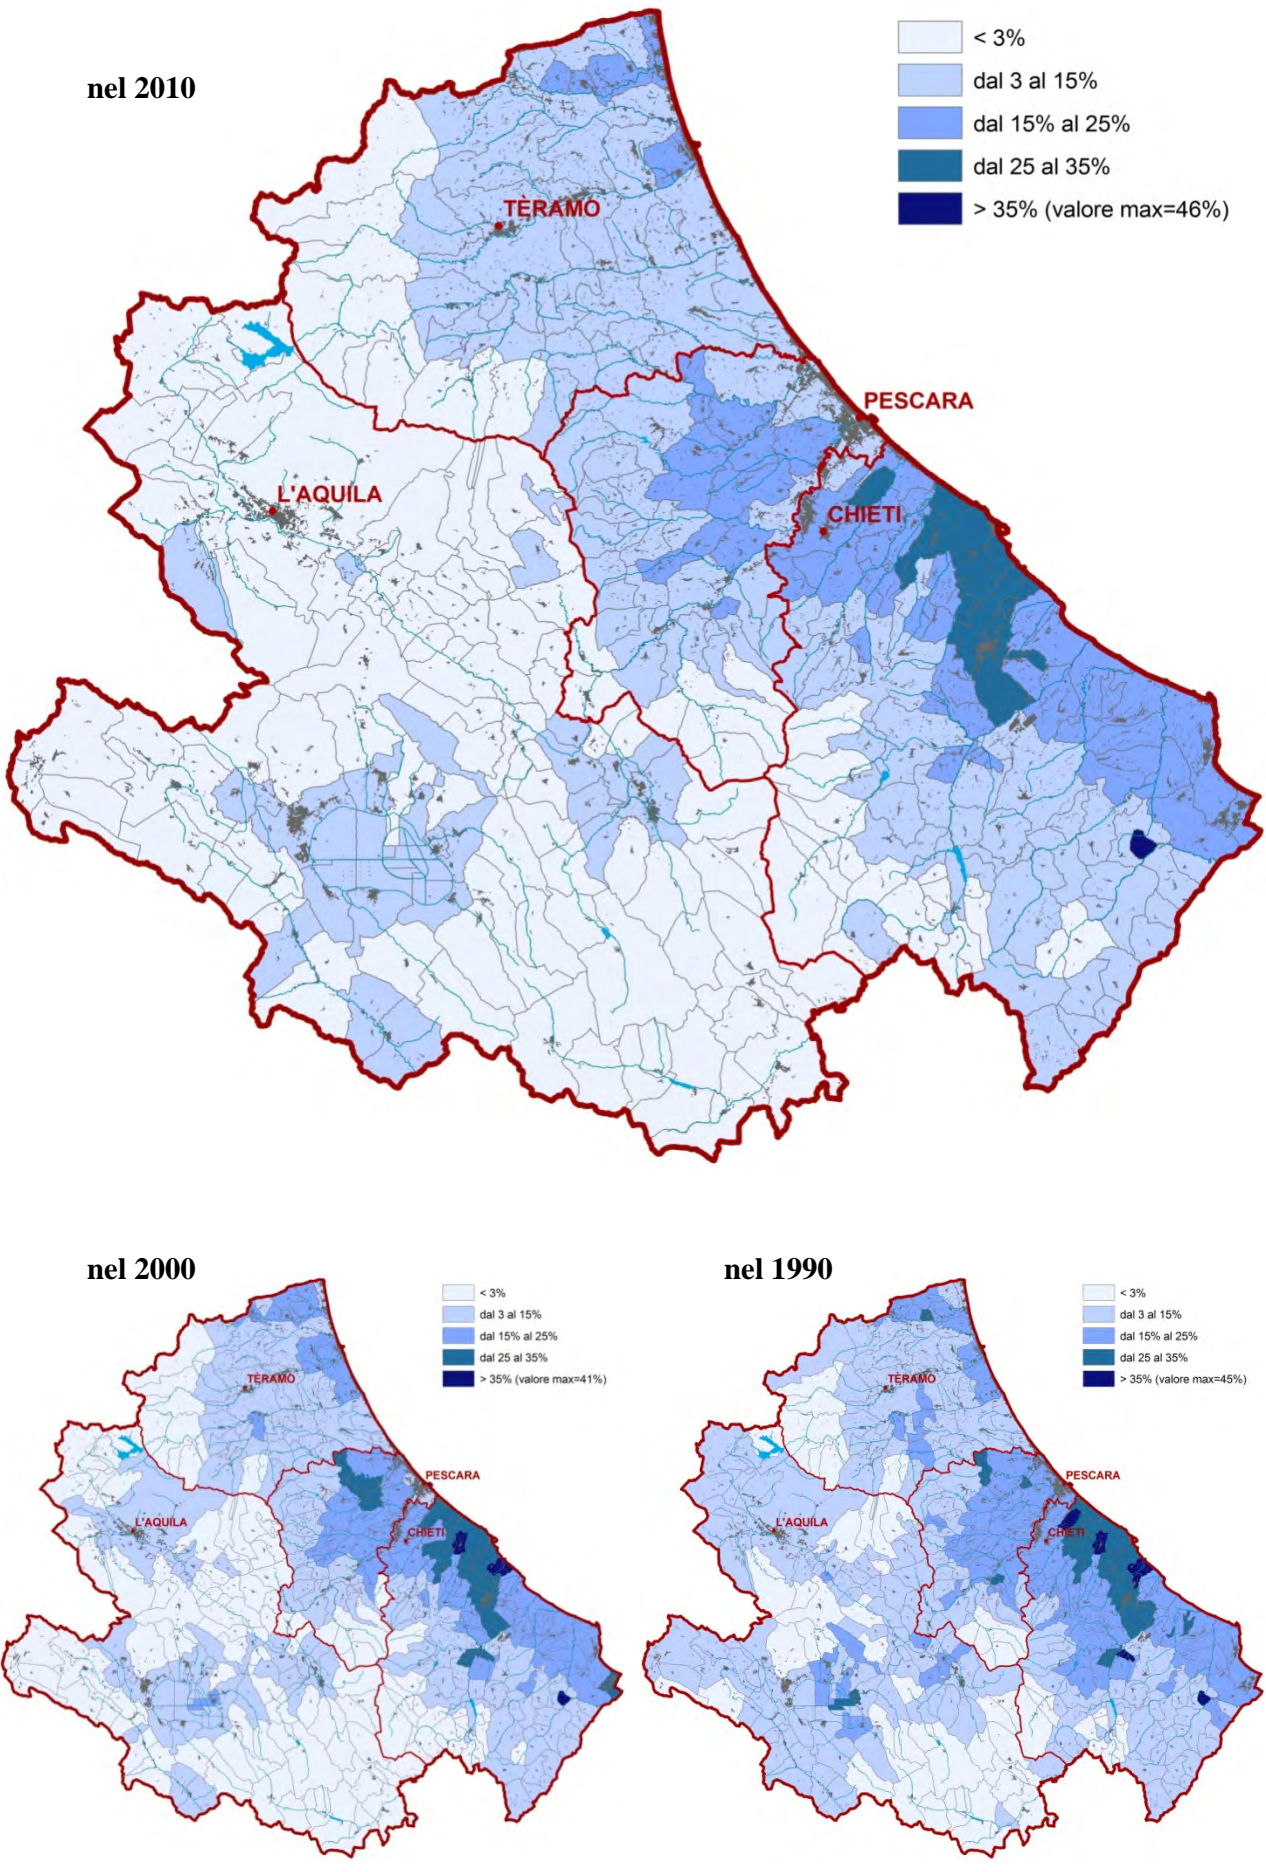 nel 2010
< 3%
dal 3 al 15%
dal 15% al 25%
dal 25 al 35%
> 35% (valore max=46%)
TÈRAMO
PESCARA
L'AQUILA
CHIETI
nel 2000
< 3%
dal 3 al 15%
dal 15% al 25%
dal 25 al 35%
> 35% (valore max=41%)
TÈRAMO
PESCARA
L'AQUILA
CHIETI
nel 1990
< 3%
dal 3 al 15%
dal 15% al 25%
dal 25 al 35%
> 35% (valore max=45%)
TÈRAMO
PESCARA
L'AQUILA
CHIETI